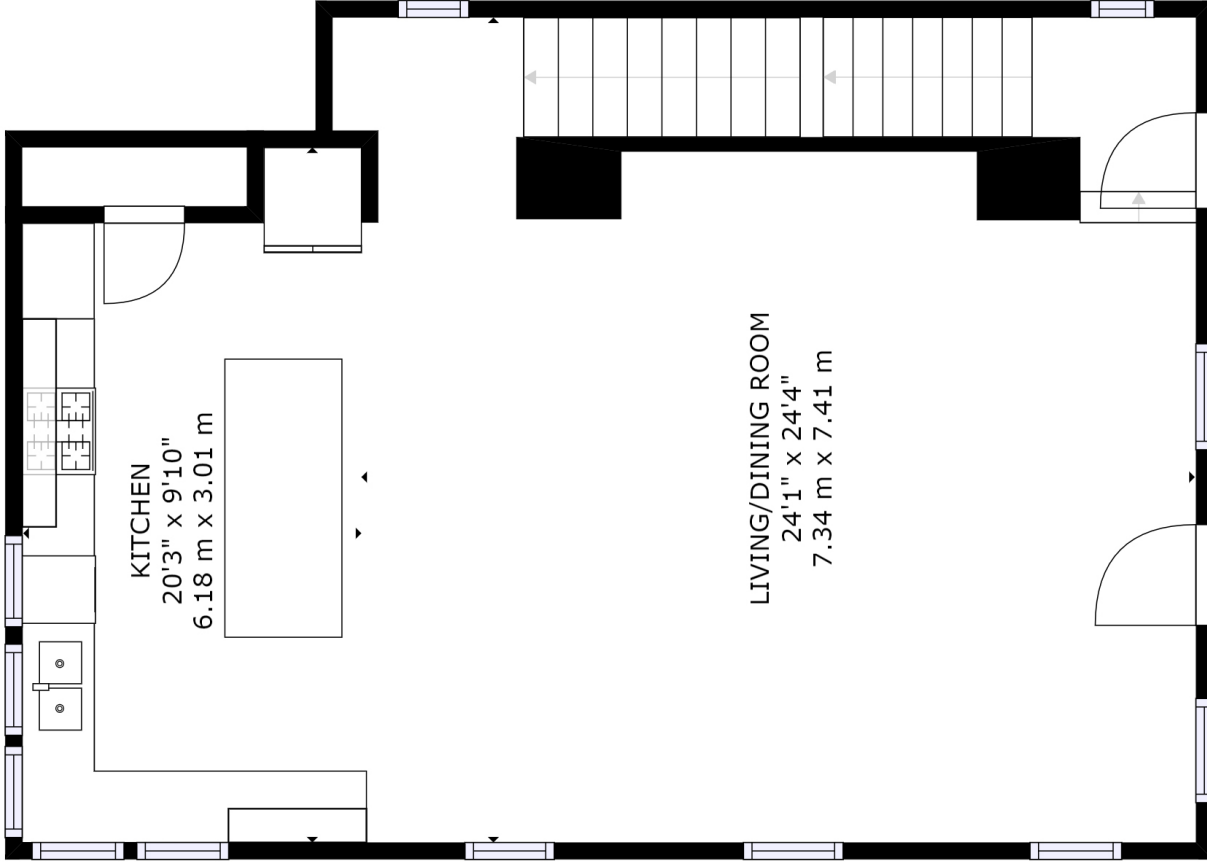 KITCHEN
20'3" x 9'10"
6.18 m x 3.01 m
LIVING/DINING ROOM
24'1" x 24'4"
7.34 m x 7.41 m